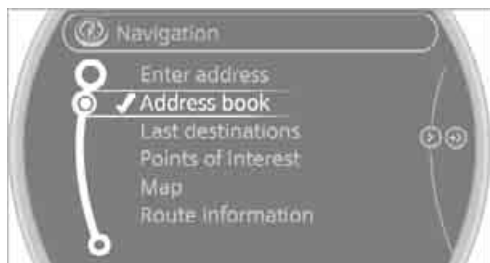 Navigation
Enter address
Address book
Last destinations
Points of Interest
Map
Route information